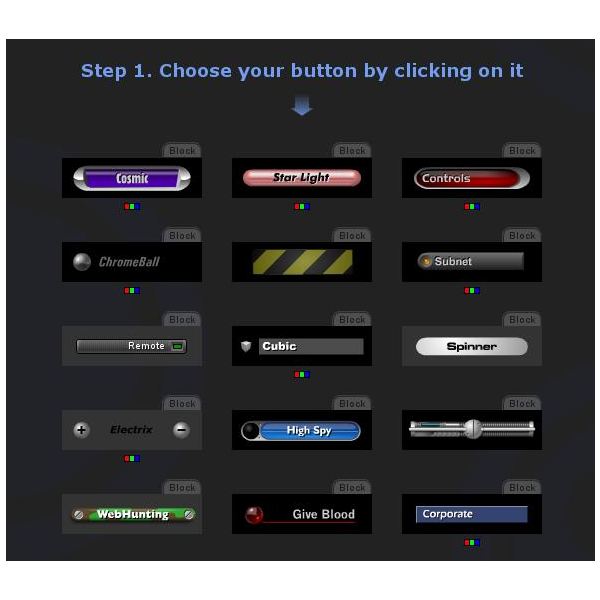 Step 1. Choose your button by clicking on it
Block Block Block
Cosmic Star Light Controls
Block Block Block
ChromeBall Subnet
Block Block Block
Remote Cubic Spinner
Block Block Block
Electrix High Spy
Block Block Block
WebHunting Give Blood Corporate